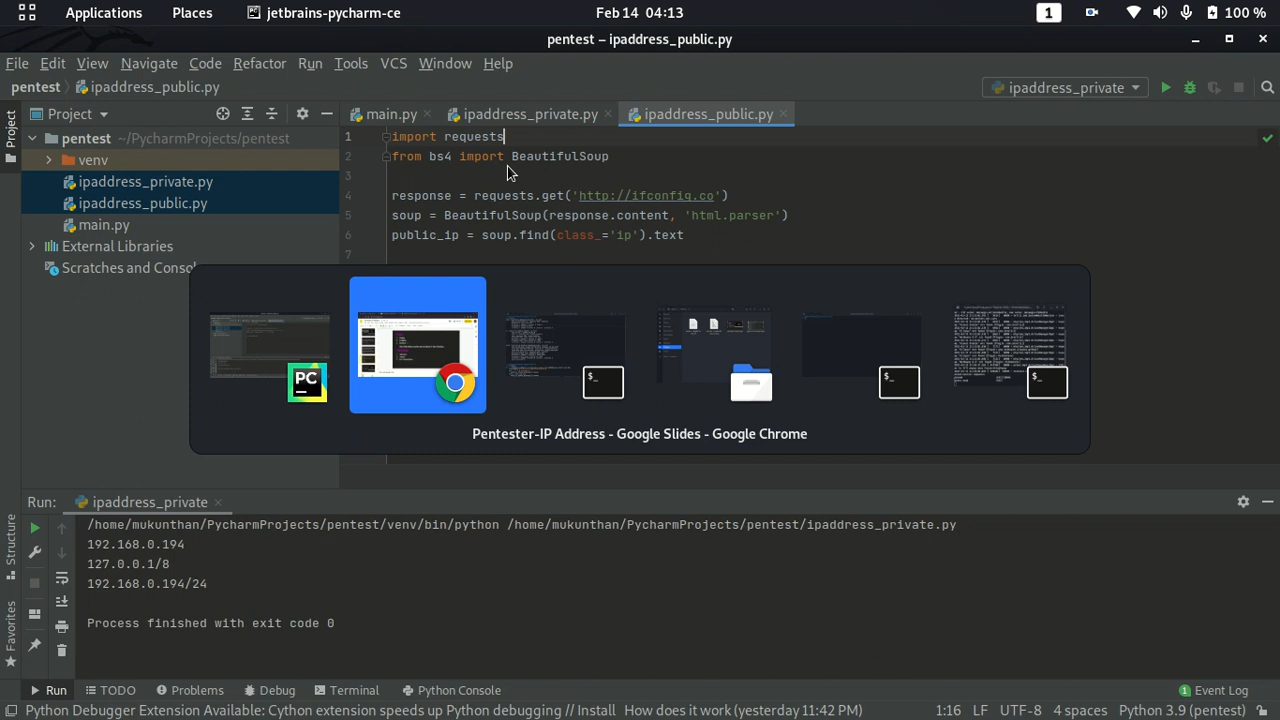 Applications Places jetbrains-pycharm-ce Feb 14 04:13 1 100 %
pentest – ipaddress_public.py
File Edit View Navigate Code Refactor Run Tools VCS Window Help
pentest ipaddress_public.py ipaddress_private
Project Project main.py ipaddress_private.py ipaddress_public.py
pentest ~/PycharmProjects/pentest
venv
ipaddress_private.py
ipaddress_public.py
main.py
External Libraries
Scratches and Consol
1 import requests
2 from bs4 import BeautifulSoup
3
4 response = requests.get('http://ifconfig.co')
5 soup = BeautifulSoup(response.content, 'html.parser')
6 public_ip = soup.find(class_='ip').text
7
PC
$_
$_
$_
Pentester-IP Address - Google Slides - Google Chrome
Run: ipaddress_private
/home/mukunthan/PycharmProjects/pentest/venv/bin/python /home/mukunthan/PycharmProjects/pentest/ipaddress_private.py
192.168.0.194
127.0.0.1/8
192.168.0.194/24
Process finished with exit code 0
Structure
Favorites
Run TODO Problems Debug Terminal Python Console 1 Event Log
Python Debugger Extension Available: Cython extension speeds up Python debugging // Install How does it work (yesterday 11:42 PM) 1:16 LF UTF-8 4 spaces Python 3.9 (pentest)